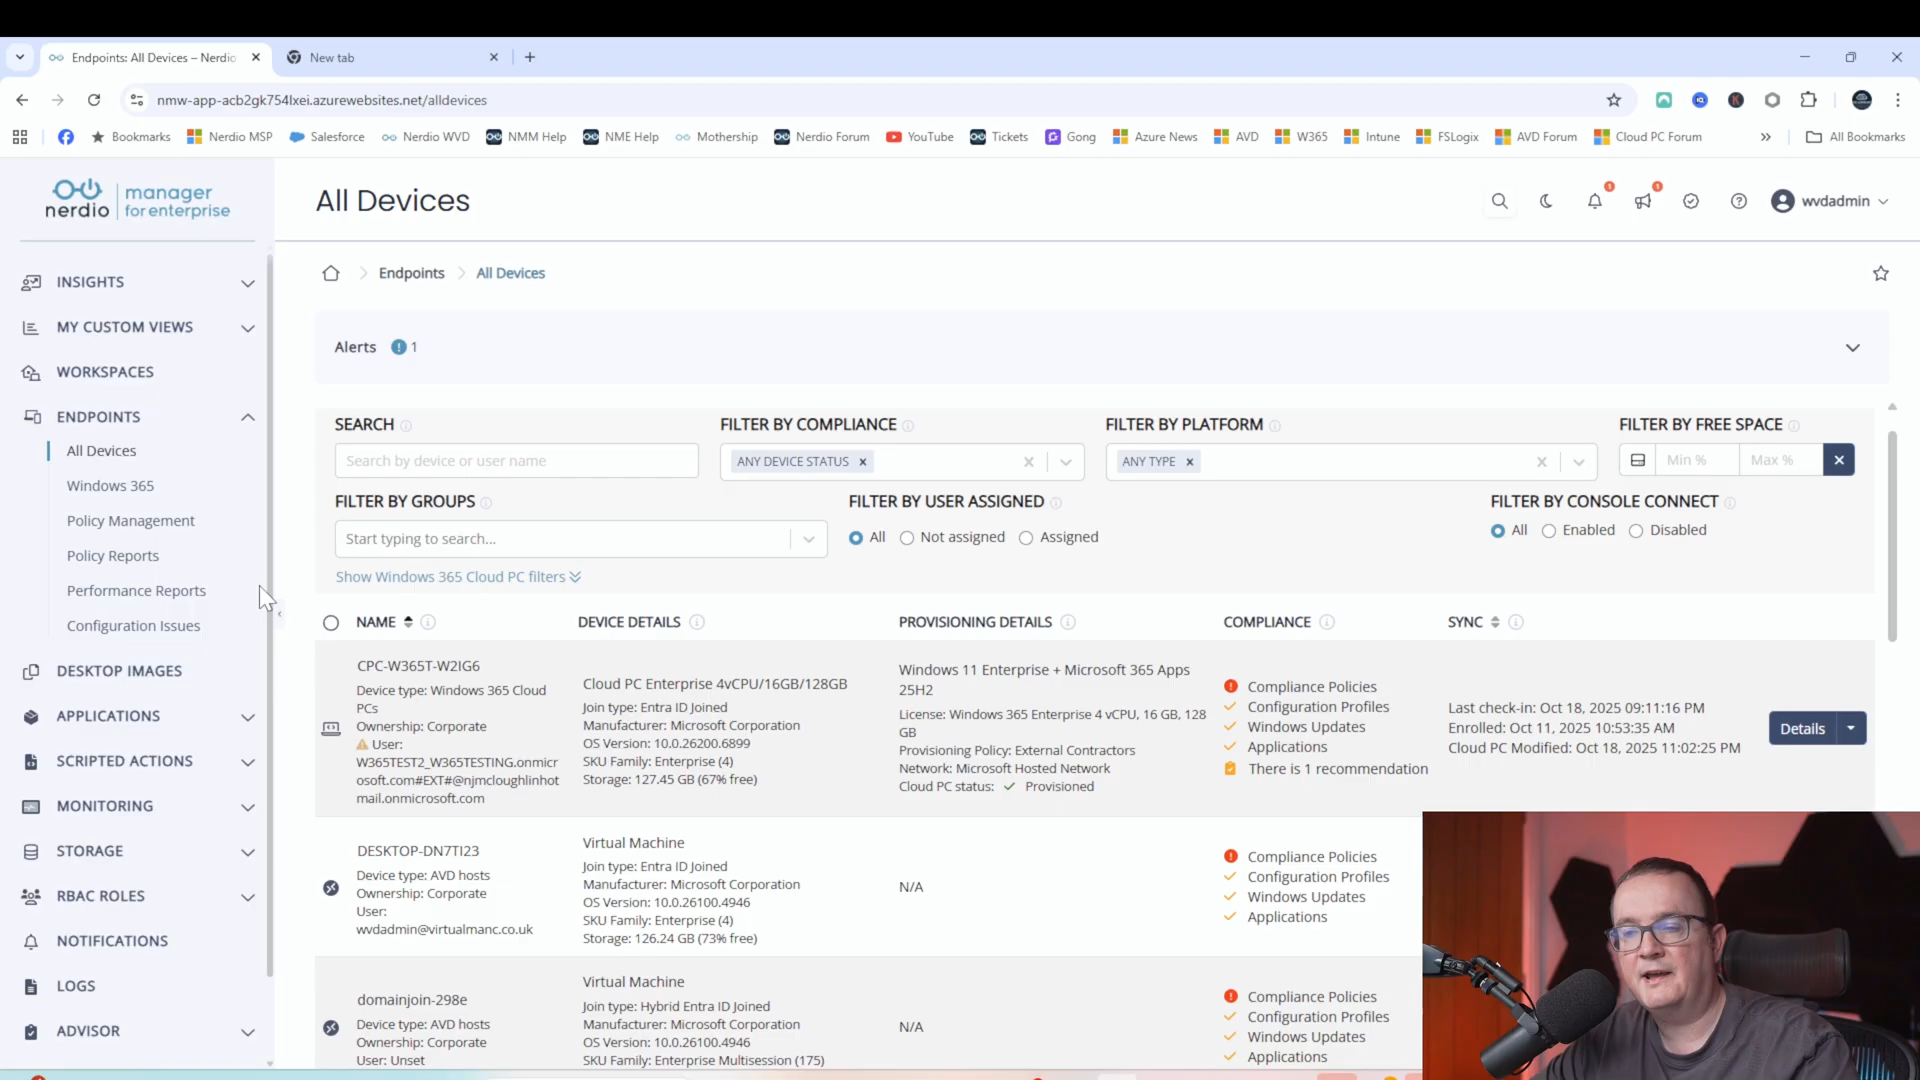 Endpoints: All Devices – Nerdio
New tab
nmw-app-acb2gk754lxei.azurewebsites.net/alldevices
Bookmarks
Nerdio MSP
Salesforce
Nerdio WVD
NMM Help
NME Help
Mothership
Nerdio Forum
YouTube
Tickets
Gong
Azure News
AVD
W365
Intune
FSLogix
AVD Forum
Cloud PC Forum
All Bookmarks
nerdio
manager
for enterprise
All Devices
1
1
wvdadmin
INSIGHTS
MY CUSTOM VIEWS
WORKSPACES
ENDPOINTS
All Devices
Windows 365
Policy Management
Policy Reports
Performance Reports
Configuration Issues
DESKTOP IMAGES
APPLICATIONS
SCRIPTED ACTIONS
MONITORING
STORAGE
RBAC ROLES
NOTIFICATIONS
LOGS
ADVISOR
Endpoints
All Devices
Alerts 1
SEARCH
Search by device or user name
FILTER BY COMPLIANCE
ANY DEVICE STATUS
FILTER BY PLATFORM
ANY TYPE
FILTER BY FREE SPACE
Min %
Max %
FILTER BY GROUPS
Start typing to search...
FILTER BY USER ASSIGNED
All
Not assigned
Assigned
FILTER BY CONSOLE CONNECT
All
Enabled
Disabled
Show Windows 365 Cloud PC filters
NAME
DEVICE DETAILS
PROVISIONING DETAILS
COMPLIANCE
SYNC
CPC-W365T-W2IG6
Device type: Windows 365 Cloud
PCs
Ownership: Corporate
User:
W365TEST2_W365TESTING.onmicr
osoft.com#EXT#@njmcloughlinhot
mail.onmicrosoft.com
Cloud PC Enterprise 4vCPU/16GB/128GB
Join type: Entra ID Joined
Manufacturer: Microsoft Corporation
OS Version: 10.0.26200.6899
SKU Family: Enterprise (4)
Storage: 127.45 GB (67% free)
Windows 11 Enterprise + Microsoft 365 Apps
25H2
License: Windows 365 Enterprise 4 vCPU, 16 GB, 128
GB
Provisioning Policy: External Contractors
Network: Microsoft Hosted Network
Cloud PC status: Provisioned
Compliance Policies
Configuration Profiles
Windows Updates
Applications
There is 1 recommendation
Last check-in: Oct 18, 2025 09:11:16 PM
Enrolled: Oct 11, 2025 10:53:35 AM
Cloud PC Modified: Oct 18, 2025 11:02:25 PM
Details
DESKTOP-DN7TI23
Device type: AVD hosts
Ownership: Corporate
User:
wvdadmin@virtualmanc.co.uk
Virtual Machine
Join type: Entra ID Joined
Manufacturer: Microsoft Corporation
OS Version: 10.0.26100.4946
SKU Family: Enterprise (4)
Storage: 126.24 GB (73% free)
N/A
Compliance Policies
Configuration Profiles
Windows Updates
Applications
domainjoin-298e
Device type: AVD hosts
Ownership: Corporate
User: Unset
Virtual Machine
Join type: Hybrid Entra ID Joined
Manufacturer: Microsoft Corporation
OS Version: 10.0.26100.4946
SKU Family: Enterprise Multisession (175)
N/A
Compliance Policies
Configuration Profiles
Windows Updates
Applications